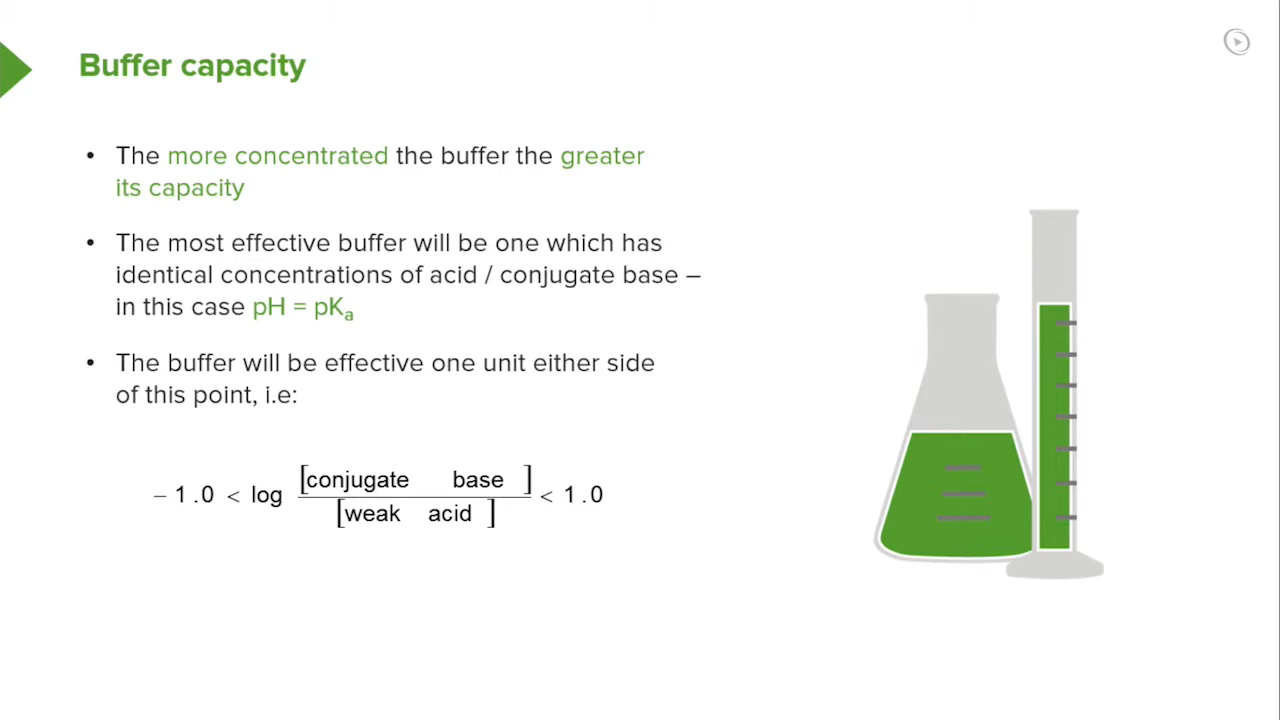 Buffer capacity
• The more concentrated the buffer the greater
its capacity
• The most effective buffer will be one which has
identical concentrations of acid / conjugate base –
in this case pH = pKₐ
• The buffer will be effective one unit either side
of this point, i.e:
– 1.0 < log [conjugate base] / [weak acid] < 1.0